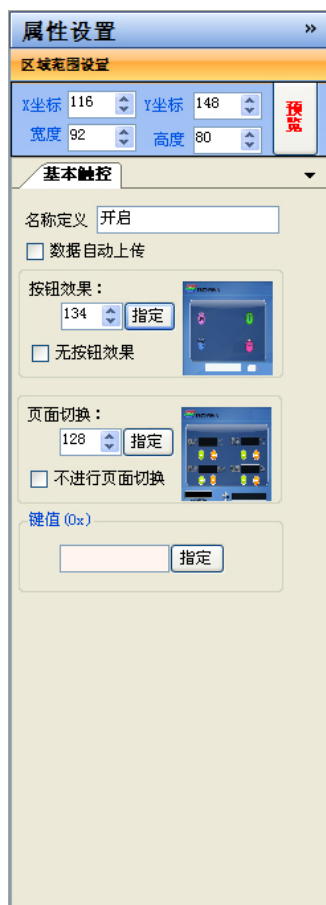 属性设置 »
区域范围设置
X坐标 116 Y坐标 148
宽度 92 高度 80
预览
基本触控
名称定义 开启
数据自动上传
按钮效果：
134 指定
无按钮效果
页面切换：
128 指定
不进行页面切换
键值(0x)
指定